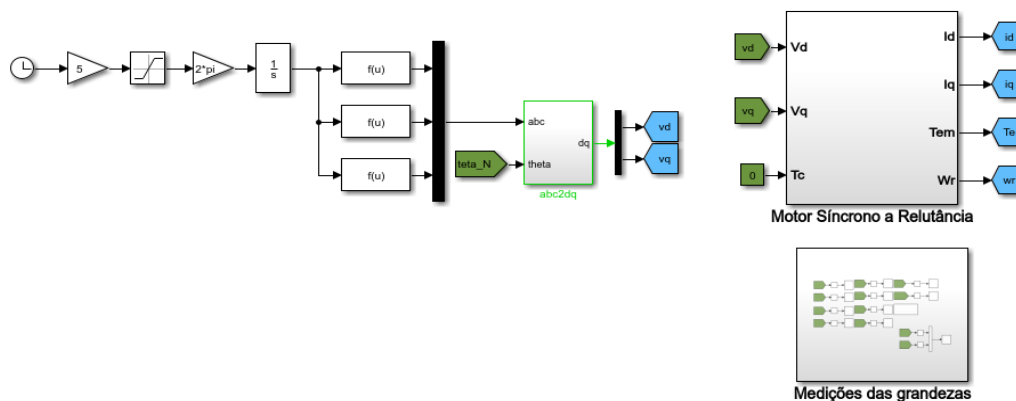 5
2*pi
1
s
f(u)
f(u)
f(u)
teta_N
abc
theta
dq
abc2dq
vd
vq
vd
vq
0
Vd
Vq
Tc
Id
Iq
Tem
Wr
id
iq
Te
wr
Motor Síncrono a Relutância
Medições das grandezas